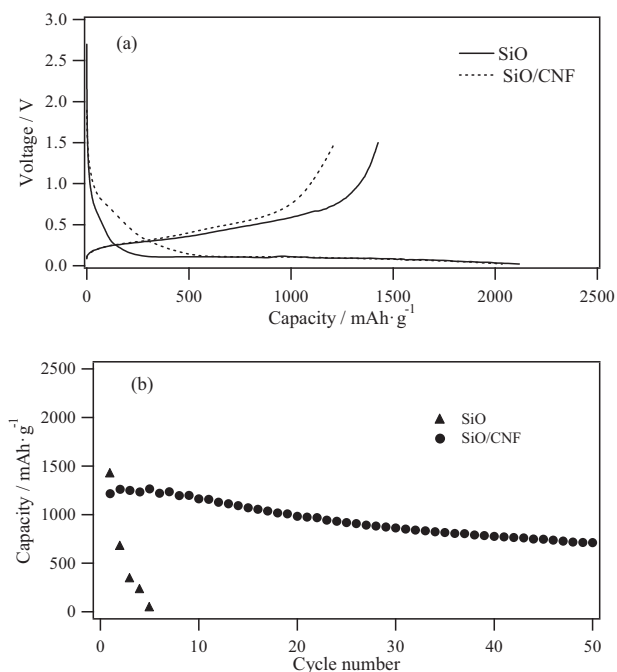 (a)
SiO
SiO/CNF
Voltage / V
3.0
2.5
2.0
1.5
1.0
0.5
0.0
0 500 1000 1500 2000 2500
Capacity / mAh·g⁻¹
(b)
SiO
SiO/CNF
Capacity / mAh·g⁻¹
2500
2000
1500
1000
500
0
0 10 20 30 40 50
Cycle number